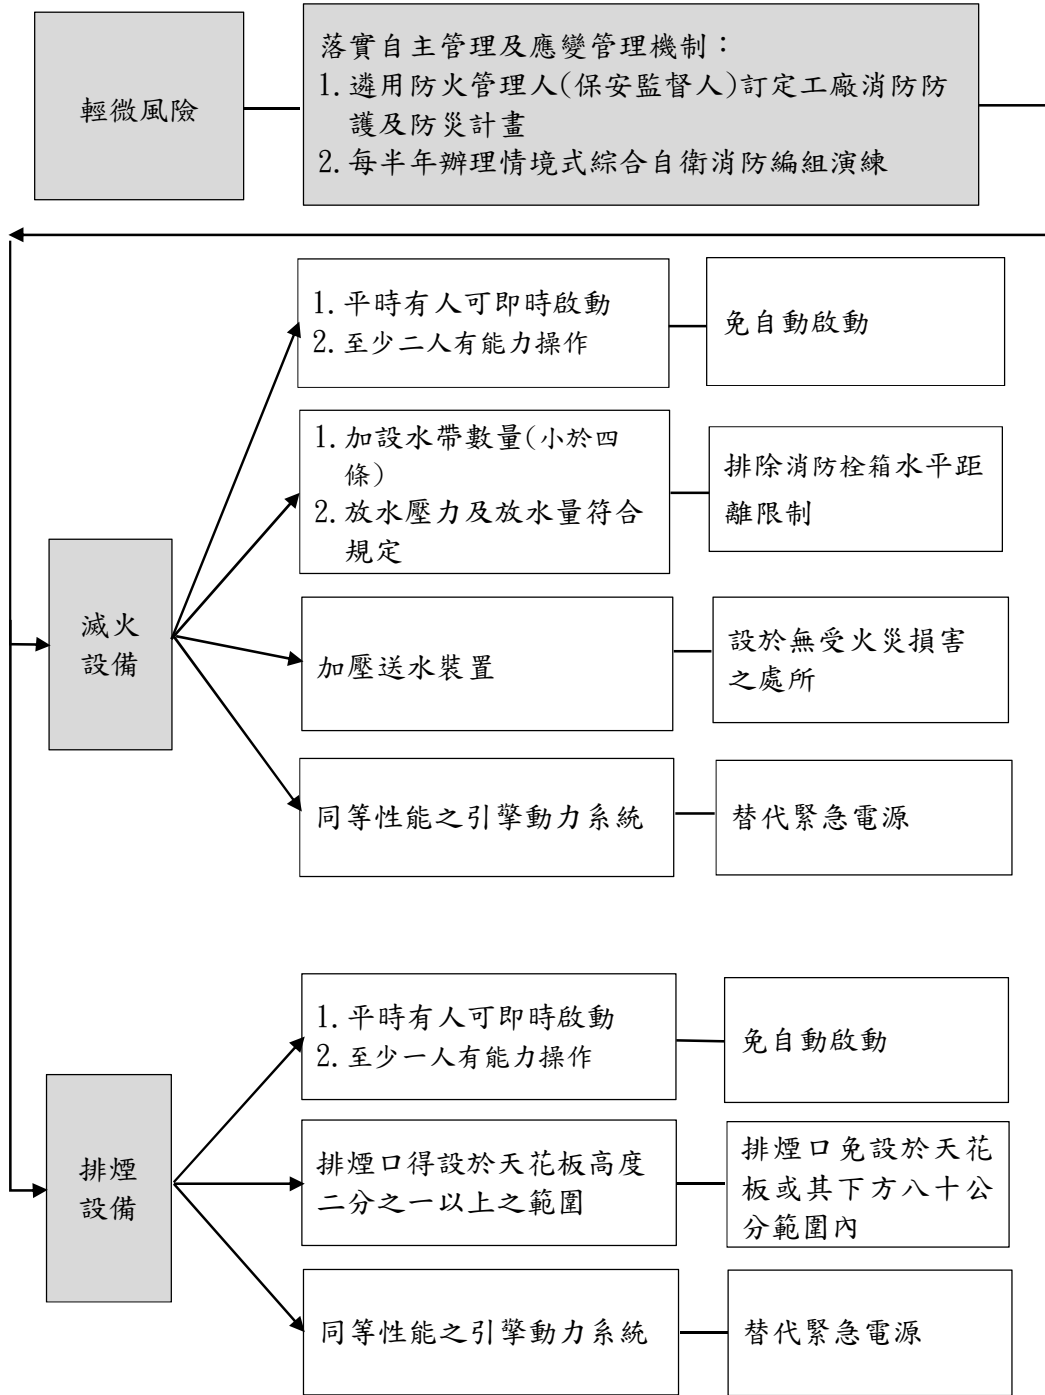 輕微風險
落實自主管理及應變管理機制：
1. 遴用防火管理人(保安監督人)訂定工廠消防防
護及防災計畫
2. 每半年辦理情境式綜合自衛消防編組演練
滅火
設備
1. 平時有人可即時啟動
2. 至少二人有能力操作
免自動啟動
1. 加設水帶數量(小於四
條)
2. 放水壓力及放水量符合
規定
排除消防栓箱水平距
離限制
加壓送水裝置
設於無受火災損害
之處所
同等性能之引擎動力系統
替代緊急電源
排煙
設備
1. 平時有人可即時啟動
2. 至少一人有能力操作
免自動啟動
排煙口得設於天花板高度
二分之一以上之範圍
排煙口免設於天花
板或其下方八十公
分範圍內
同等性能之引擎動力系統
替代緊急電源